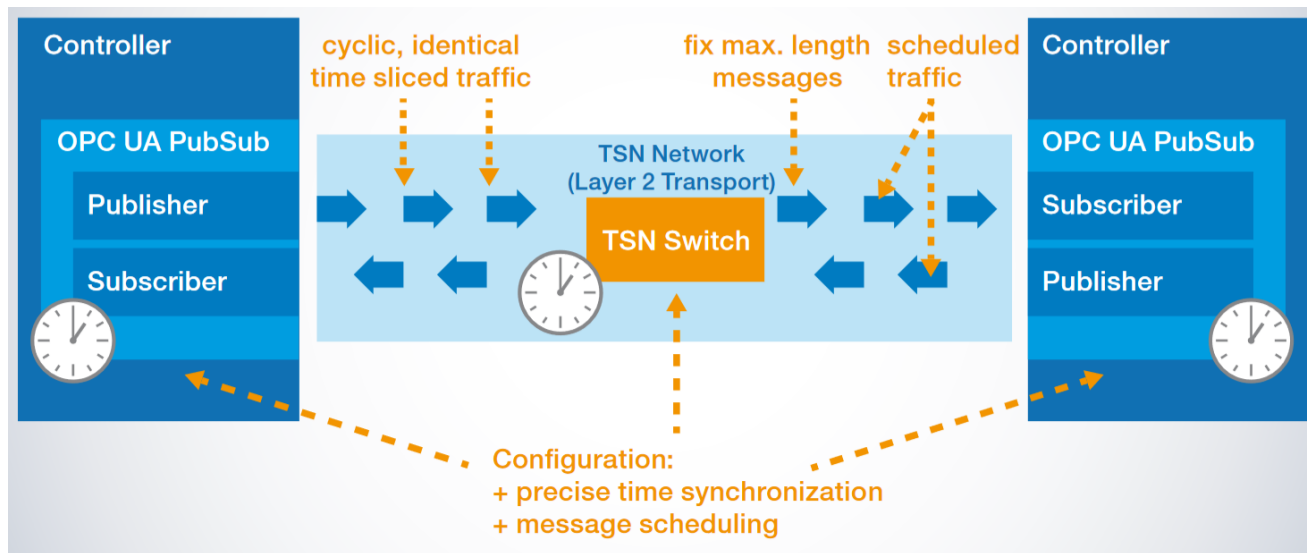 Controller
OPC UA PubSub
Publisher
Subscriber
cyclic, identical
time sliced traffic
fix max. length
messages
scheduled
traffic
TSN Network
(Layer 2 Transport)
TSN Switch
Controller
OPC UA PubSub
Subscriber
Publisher
Configuration:
+ precise time synchronization
+ message scheduling